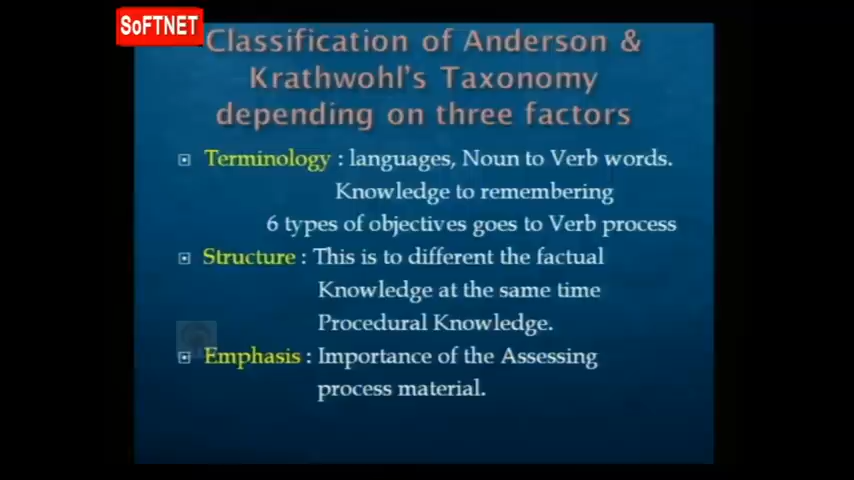 SoFTNET
Classification of Anderson &
Krathwohl's Taxonomy
depending on three factors
Terminology : languages, Noun to Verb words.
Knowledge to remembering
6 types of objectives goes to Verb process
Structure : This is to different the factual
Knowledge at the same time
Procedural Knowledge.
Emphasis : Importance of the Assessing
process material.